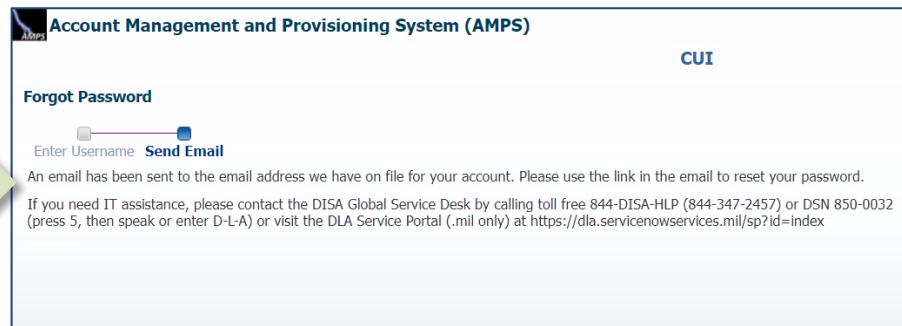 AMPS
Account Management and Provisioning System (AMPS)
CUI
Forgot Password
Enter Username Send Email
An email has been sent to the email address we have on file for your account. Please use the link in the email to reset your password.
If you need IT assistance, please contact the DISA Global Service Desk by calling toll free 844-DISA-HLP (844-347-2457) or DSN 850-0032
(press 5, then speak or enter D-L-A) or visit the DLA Service Portal (.mil only) at https://dla.servicenowservices.mil/sp?id=index